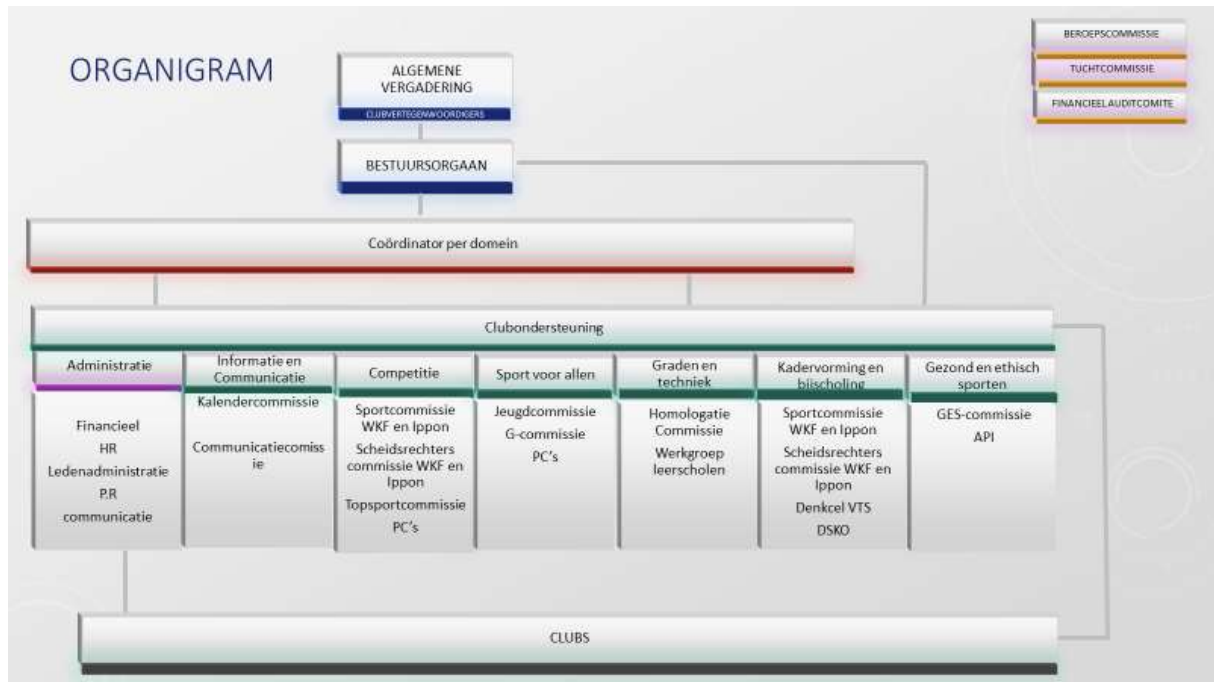 ORGANIGRAM
ALGEMENE
VERGADERING
CLUBVERTEGENWOORDIGERS
BESTUURSORGAAN
BEROEPSCOMMISSIE
TUCHTCOMMISSIE
FINANCIEELAUDITCOMITE
Coördinator per domein
Clubondersteuning
Administratie
Financieel
HR
Ledenadministratie
P.R
communicatie
Informatie en
Communicatie
Kalendercommissie
Communicatiecomiss
ie
Competitie
Sportcommissie
WKF en Ippon
Scheidsrechters
commissie WKF en
Ippon
Topsportcommissie
PC's
Sport voor allen
Jeugdcommissie
G-commissie
PC's
Graden en
techniek
Homologatie
Commissie
Werkgroep
leerscholen
Kadervorming en
bijscholing
Sportcommissie
WKF en Ippon
Scheidsrechters
commissie WKF en
Ippon
Denkcel VTS
DSKO
Gezond en ethisch
sporten
GES-commissie
API
CLUBS